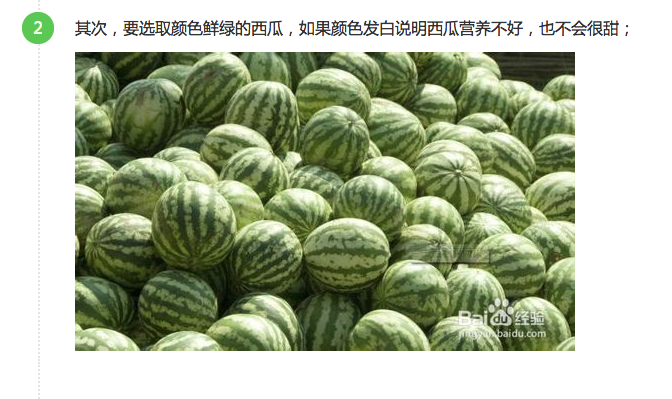 2 其次，要选取颜色鲜绿的西瓜，如果颜色发白说明西瓜营养不好，也不会很甜；
Bai du 经验
jingyan.baidu.com